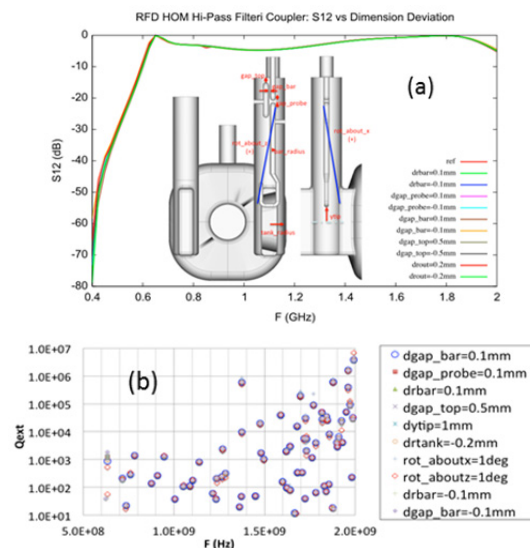 RFD HOM Hi-Pass Filteri Coupler: S12 vs Dimension Deviation
S12 (dB)
0
-10
-20
-30
-40
-50
-60
-70
-80
0.4
0.6
0.8
1
1.2
1.4
1.6
1.8
2
F (GHz)
(a)
gap_top
gap_bar
gap_probe
rot_about_z
(+)
bar_radius
tank_radius
rot_about_x
(+)
ytip
ref
drbar=0.1mm
drbar=-0.1mm
dgap_probe=0.1mm
dgap_probe=-0.1mm
dgap_bar=0.1mm
dgap_bar=-0.1mm
dgap_top=0.5mm
dgap_top=-0.5mm
drout=0.2mm
drout=-0.2mm
(b)
Qext
1.0E+07
1.0E+06
1.0E+05
1.0E+04
1.0E+03
1.0E+02
1.0E+01
5.0E+08
1.0E+09
1.5E+09
2.0E+09
F (Hz)
dgap_bar=0.1mm
dgap_probe=0.1mm
drbar=0.1mm
dgap_top=0.5mm
dytip=1mm
drtank=-0.2mm
rot_aboutx=1deg
rot_aboutz=1deg
drbar=-0.1mm
dgap_bar=-0.1mm